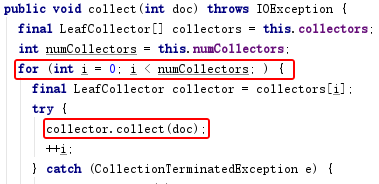 public void collect(int doc) throws IOException {
final LeafCollector[] collectors = this.collectors;
int numCollectors = this.numCollectors;
for (int i = 0; i < numCollectors; ) {
final LeafCollector collector = collectors[i];
try {
collector.collect(doc);
++i;
} catch (CollectionTerminatedException e) {